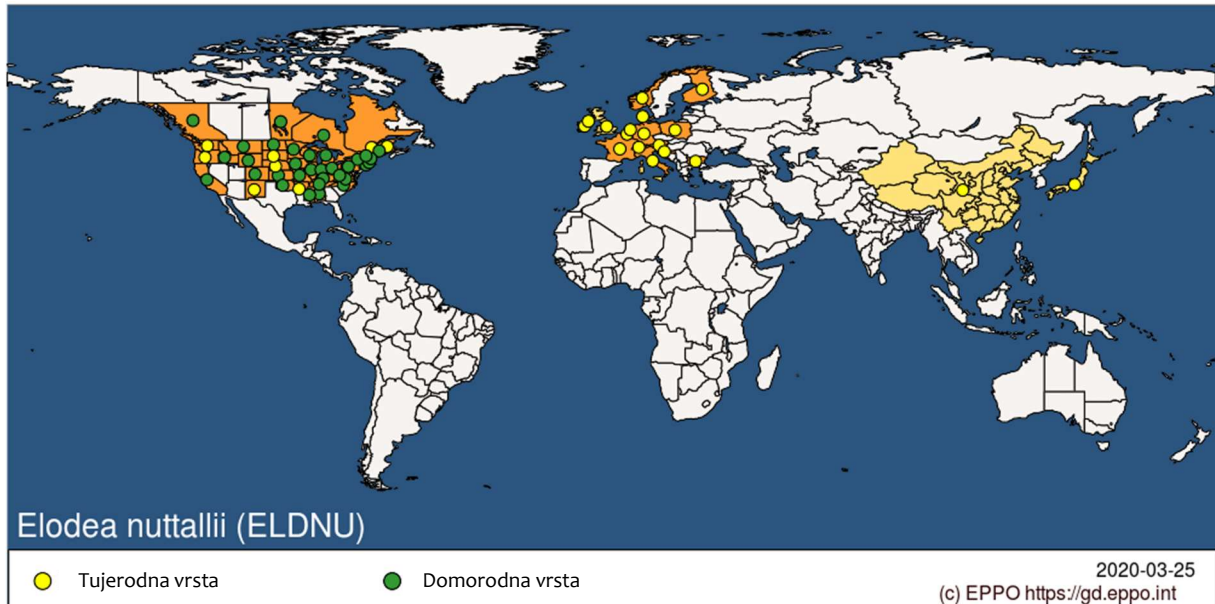 Elodea nuttallii (ELDNU)
Tujerodna vrsta
Domorodna vrsta
2020-03-25
(c) EPPO https://gd.eppo.int